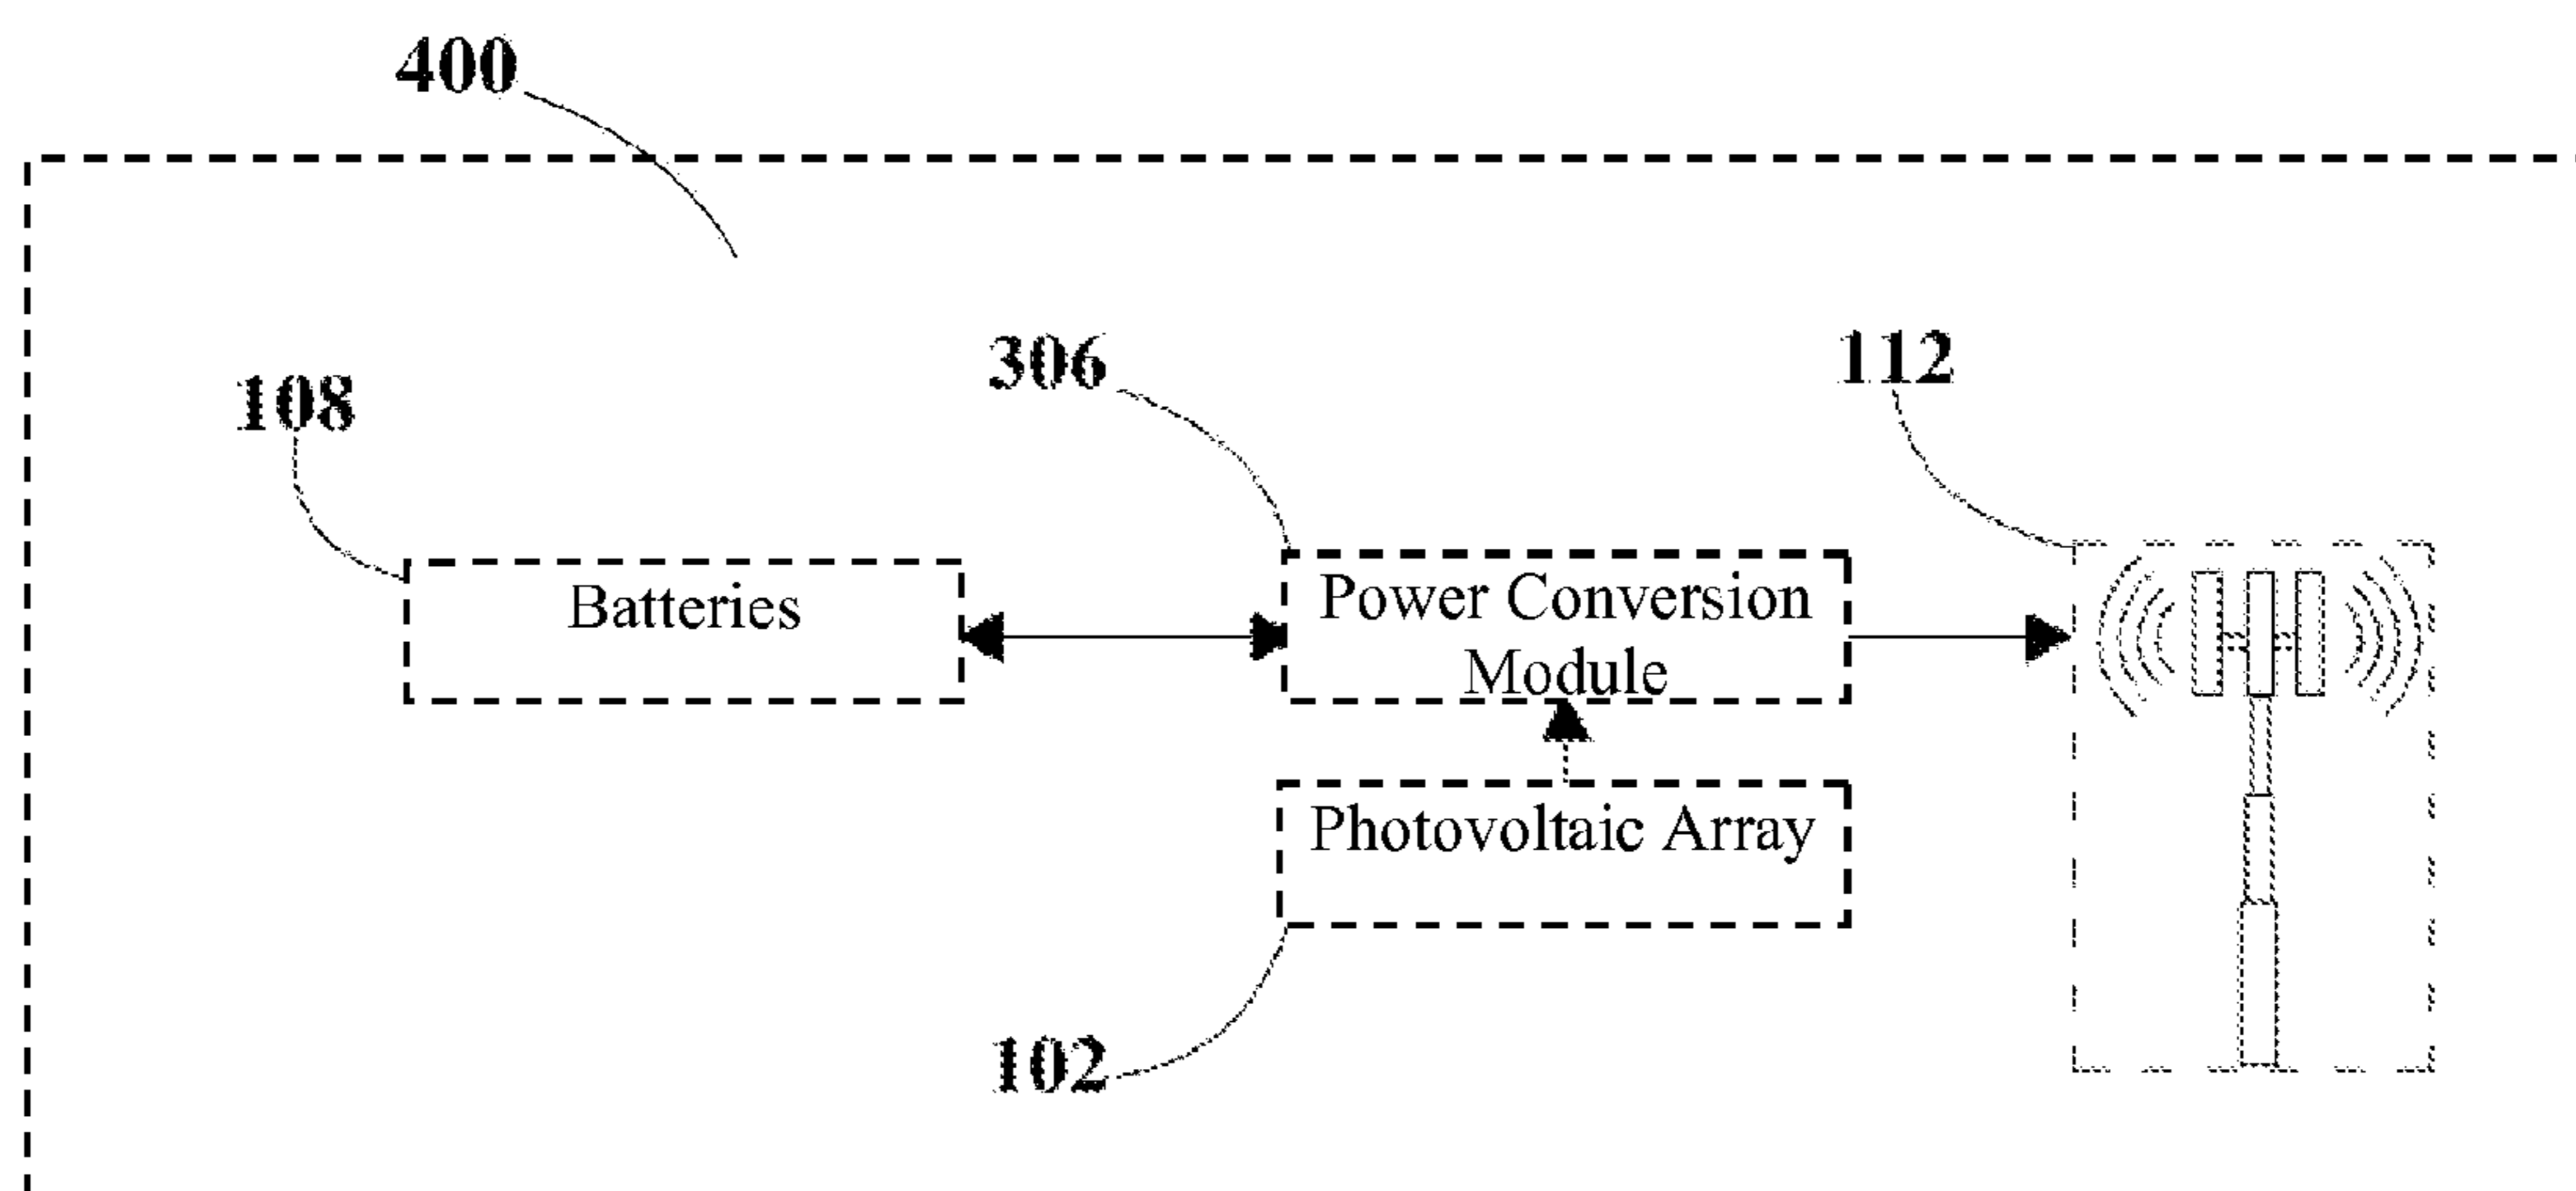 400
306
112
108
Batteries
Power Conversion
Module
Photovoltaic Array
102